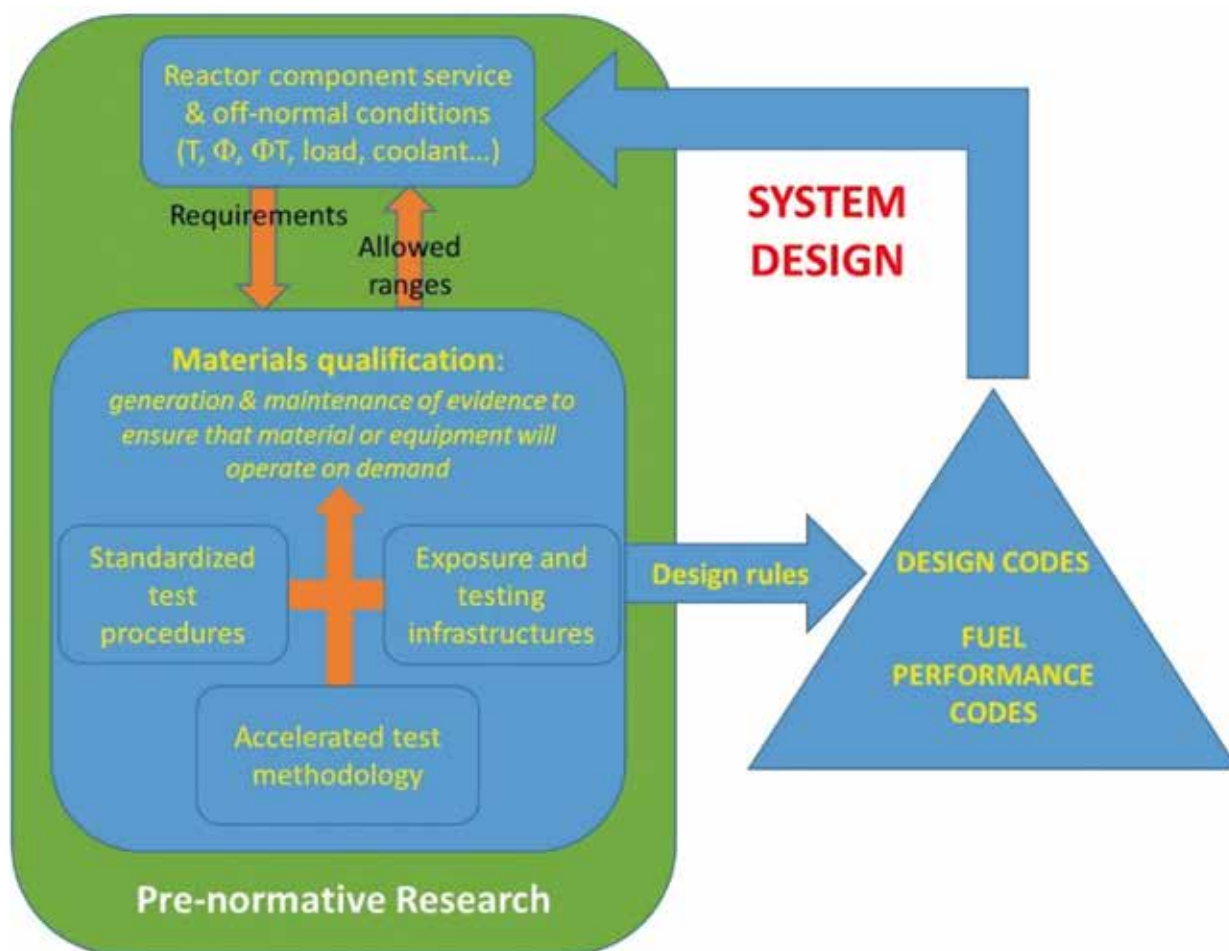 Reactor component service
& off-normal conditions
(T, Φ, ΦT, load, coolant...)
Requirements
Allowed
ranges
SYSTEM
DESIGN
Materials qualification:
generation & maintenance of evidence to
ensure that material or equipment will
operate on demand
Standardized
test
procedures
Exposure and
testing
infrastructures
Accelerated test
methodology
Design rules
DESIGN CODES
FUEL
PERFORMANCE
CODES
Pre-normative Research